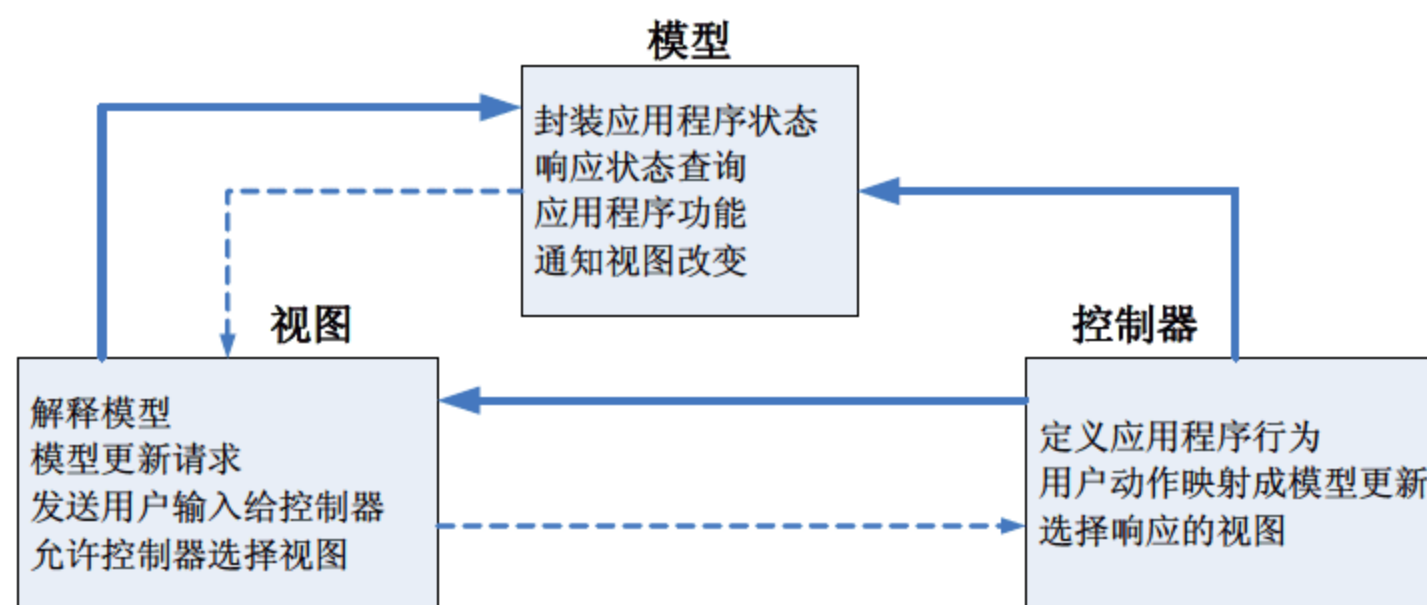 模型
封装应用程序状态
响应状态查询
应用程序功能
通知视图改变
视图
解释模型
模型更新请求
发送用户输入给控制器
允许控制器选择视图
控制器
定义应用程序行为
用户动作映射成模型更新
选择响应的视图